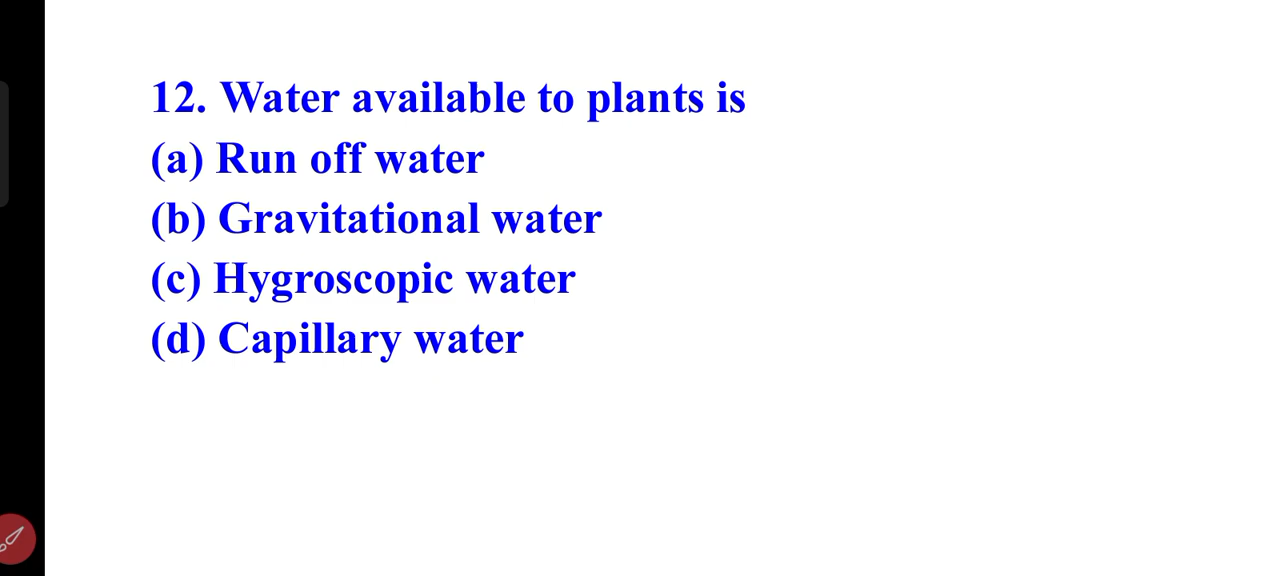 12. Water available to plants is
(a) Run off water
(b) Gravitational water
(c) Hygroscopic water
(d) Capillary water